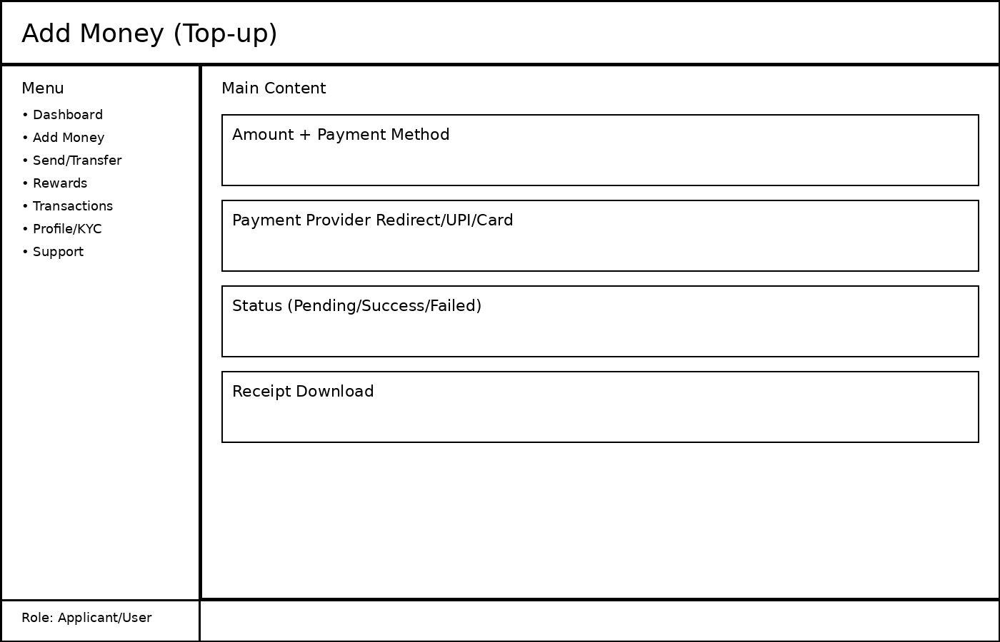 Add Money (Top-up)
Menu
• Dashboard
• Add Money
• Send/Transfer
• Rewards
• Transactions
• Profile/KYC
• Support
Main Content
Amount + Payment Method
Payment Provider Redirect/UPI/Card
Status (Pending/Success/Failed)
Receipt Download
Role: Applicant/User